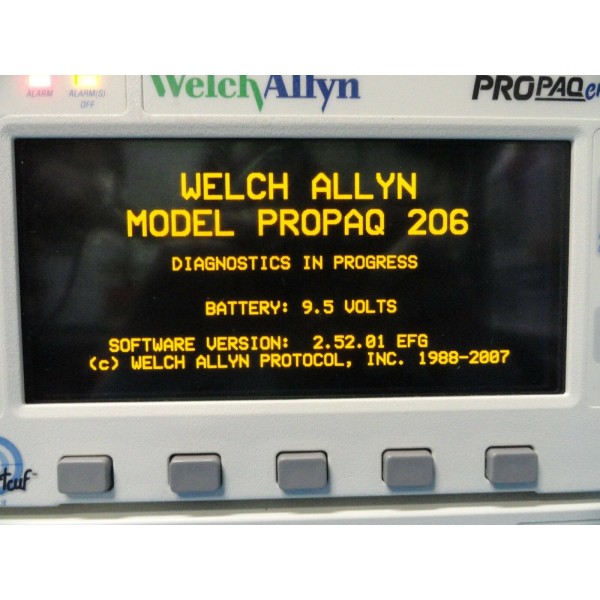 ALARM
ALARM(S)
OFF
WelchAllyn
PROPAQ
WELCH ALLYN
MODEL PROPAQ 206
DIAGNOSTICS IN PROGRESS
BATTERY: 9.5 VOLTS
SOFTWARE VERSION: 2.52.01 EFG
(c) WELCH ALLYN PROTOCOL, INC. 1988-2007